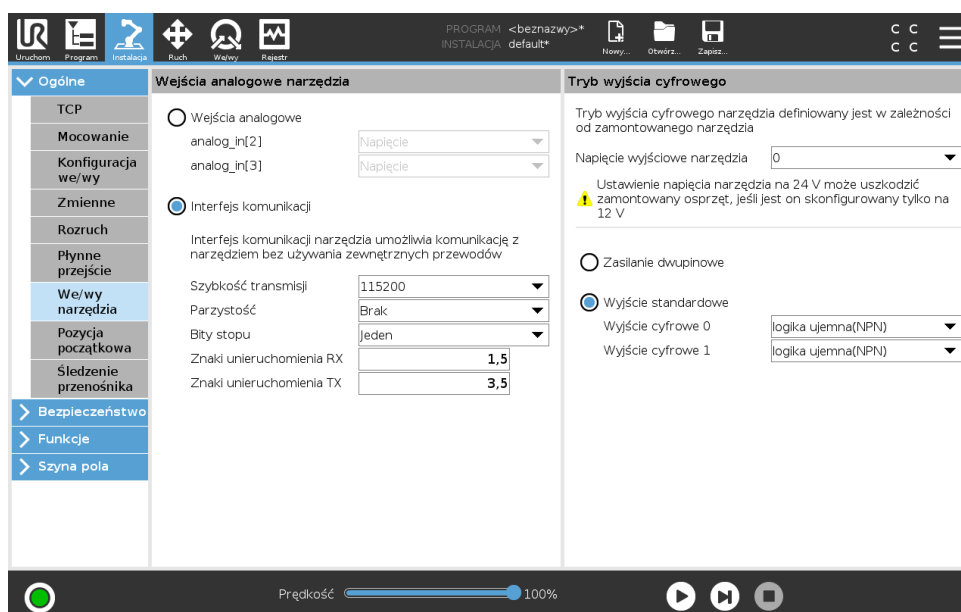 PROGRAM <beznazwy>*
INSTALACJA default*
UR
Uruchom Program Instalacja Ruch We/wy Rejestr Nowy... Otwórz... Zapisz...
C C
C C
Ogólne
TCP
Mocowanie
Konfiguracja
we/wy
Zmienne
Rozruch
Płynne
przejście
We/wy
narzędzia
Pozycja
początkowa
Śledzenie
przenośnika
Bezpieczeństwo
Funkcje
Szyna pola
Wejścia analogowe narzędzia
Wejścia analogowe
analog_in[2] Napięcie
analog_in[3] Napięcie
Interfejs komunikacji
Interfejs komunikacji narzędzia umożliwia komunikację z
narzędziem bez używania zewnętrznych przewodów
Szybkość transmisji 115200
Parzystość Brak
Bity stopu Jeden
Znaki unieruchomienia RX 1,5
Znaki unieruchomienia TX 3,5
Tryb wyjścia cyfrowego
Tryb wyjścia cyfrowego narzędzia definiowany jest w zależności
od zamontowanego narzędzia
Napięcie wyjściowe narzędzia 0
Ustawienie napięcia narzędzia na 24 V może uszkodzić
zamontowany osprzęt, jeśli jest on skonfigurowany tylko na
12 V
Zasilanie dwupinowe
Wyjście standardowe
Wyjście cyfrowe 0 logika ujemna(NPN)
Wyjście cyfrowe 1 logika ujemna(NPN)
Prędkość 100%